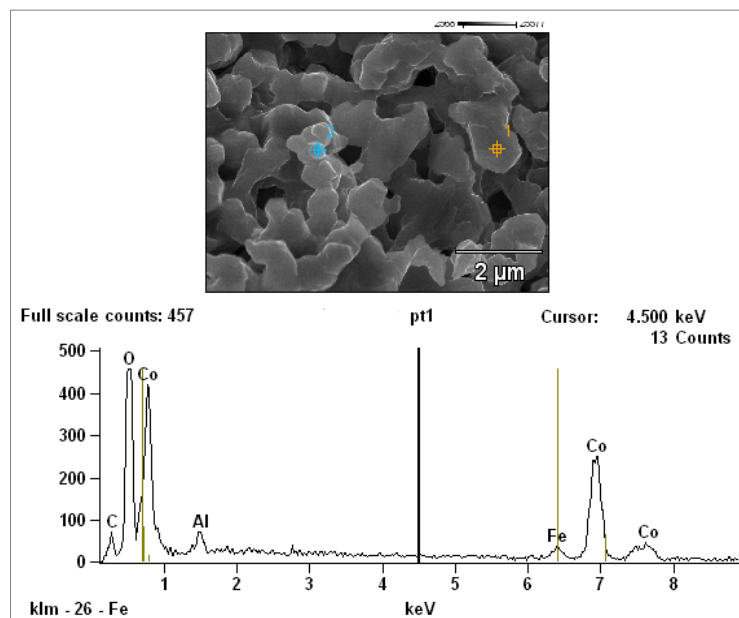 1
2 µm
Full scale counts: 457
pt1
Cursor: 4.500 keV
13 Counts
500
400
300
200
100
0
O
Co
C
Al
Fe
Co
Co
1 2 3 4 5 6 7 8
klm - 26 - Fe
keV